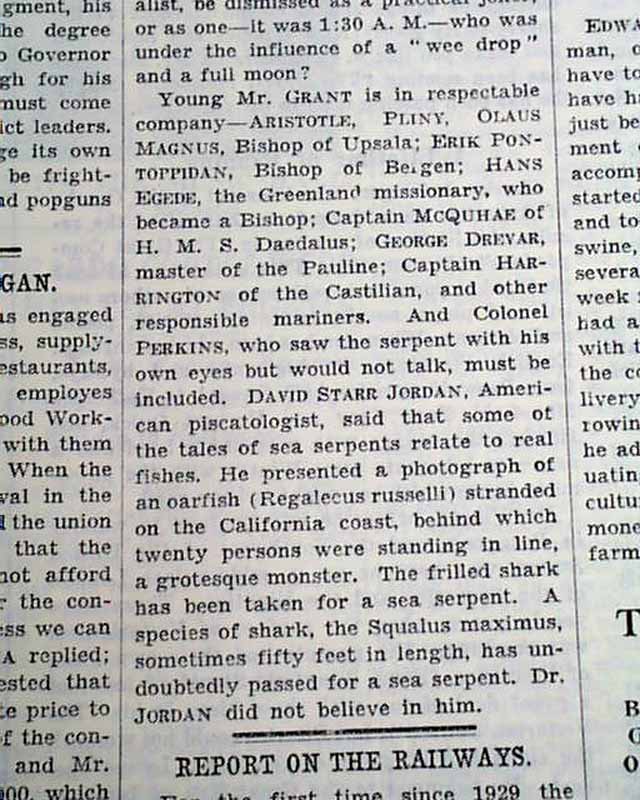 gment, his
he degree
o Governor
gh for his
must come
ict leaders.
ge its own
be fright-
nd popguns
GAN.
as engaged
ss, supply-
estaurants,
employes
ood Work-
with them
When the
val in the
the union
that the
not afford
r the con-
ess we can
A replied;
ested that
te price to
f the con-
and Mr.
000, which
alist, be dismissed as a practical joker,
or as one—it was 1:30 A. M.—who was
under the influence of a "wee drop"
and a full moon?
Young Mr. GRANT is in respectable
company—ARISTOTLE, PLINY, OLAUS
MAGNUS, Bishop of Upsala; ERIK PON-
TOPPIDAN, Bishop of Bergen; HANS
EGEDE, the Greenland missionary, who
became a Bishop; Captain MCQUHAE of
H. M. S. Daedalus; GEORGE DREVAR,
master of the Pauline; Captain HAR-
RINGTON of the Castilian, and other
responsible mariners. And Colonel
PERKINS, who saw the serpent with his
own eyes but would not talk, must be
included. DAVID STARR JORDAN, Ameri-
can piscatologist, said that some of
the tales of sea serpents relate to real
fishes. He presented a photograph of
an oarfish (Regalecus russelli) stranded
on the California coast, behind which
twenty persons were standing in line,
a grotesque monster. The frilled shark
has been taken for a sea serpent. A
species of shark, the Squalus maximus,
sometimes fifty feet in length, has un-
doubtedly passed for a sea serpent. Dr.
JORDAN did not believe in him.
REPORT ON THE RAILWAYS.
For the first time since 1929 the
EDWA
man, c
have to
have h
just be
ment
accomp
started
and to
swine,
severa
week
had a
with t
the co
livery
rowin
he ad
uatin
cultu
mone
farm
T
B
G
O